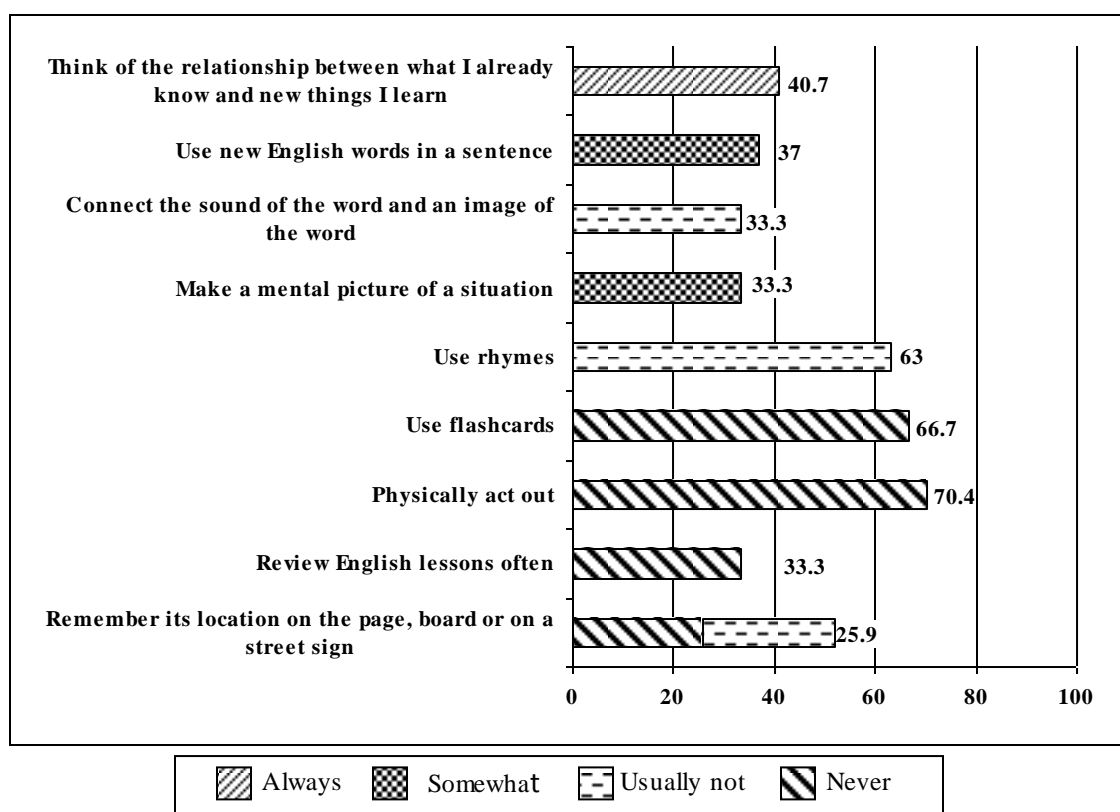 Think of the relationship between what I already
know and new things I learn
40.7
Use new English words in a sentence
37
Connect the sound of the word and an image of
the word
33.3
Make a mental picture of a situation
33.3
Use rhymes
63
Use flashcards
66.7
Physically act out
70.4
Review English lessons often
33.3
Remember its location on the page, board or on a
street sign
25.9
0 20 40 60 80 100
Always Somewhat Usually not Never